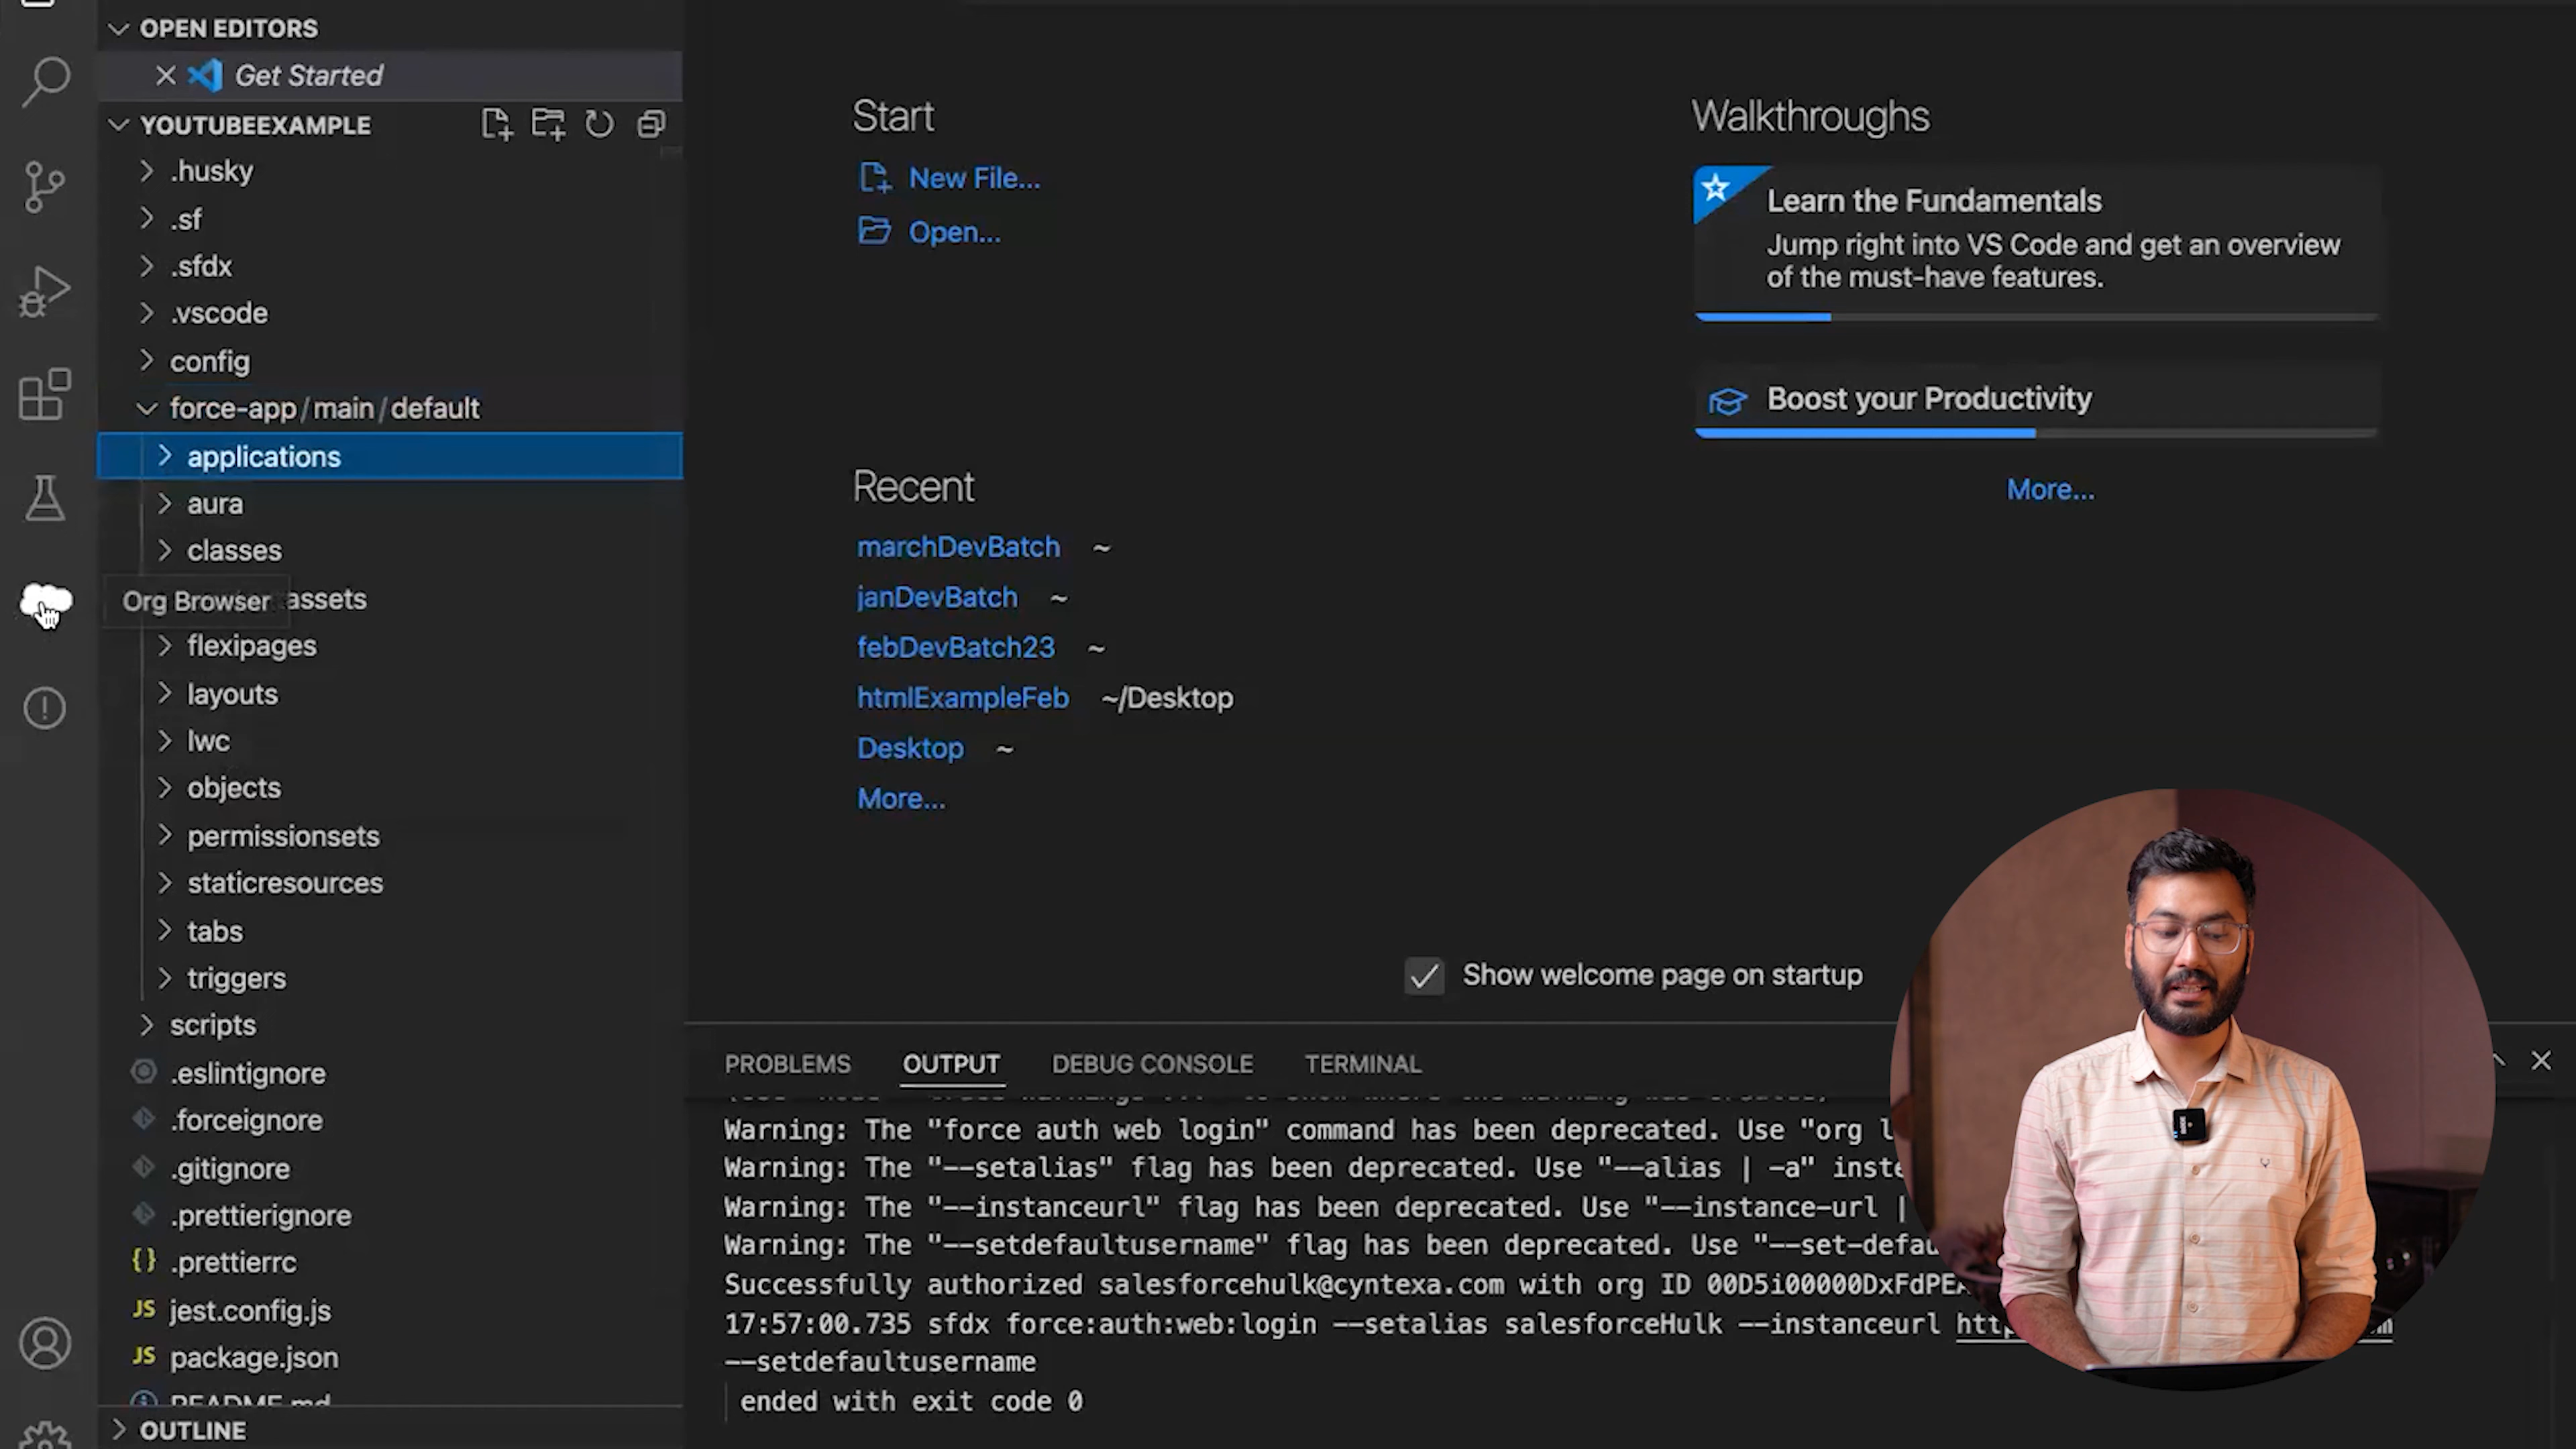 OPEN EDITORS
Get Started
YOUTUBEEXAMPLE
.husky
.sf
.sfdx
.vscode
config
force-app/main/default
applications
aura
classes
Org Browser
assets
flexipages
layouts
lwc
objects
permissionsets
staticresources
tabs
triggers
scripts
.eslintignore
.forceignore
.gitignore
.prettierignore
{} .prettierrc
JS jest.config.js
JS package.json
README.md
OUTLINE
Start
New File...
Open...
Recent
marchDevBatch ~
janDevBatch ~
febDevBatch23 ~
htmlExampleFeb ~/Desktop
Desktop ~
More...
Walkthroughs
Learn the Fundamentals
Jump right into VS Code and get an overview
of the must-have features.
Boost your Productivity
More...
Show welcome page on startup
PROBLEMS OUTPUT DEBUG CONSOLE TERMINAL
Warning: The "force auth web login" command has been deprecated. Use "org l
Warning: The "--setalias" flag has been deprecated. Use "--alias | -a" inste
Warning: The "--instanceurl" flag has been deprecated. Use "--instance-url |
Warning: The "--setdefaultusername" flag has been deprecated. Use "--set-defau
Successfully authorized salesforcehulk@cyntexa.com with org ID 00D5i00000DxFdPEA
17:57:00.735 sfdx force:auth:web:login --setalias salesforceHulk --instanceurl htt
--setdefaultusername
ended with exit code 0